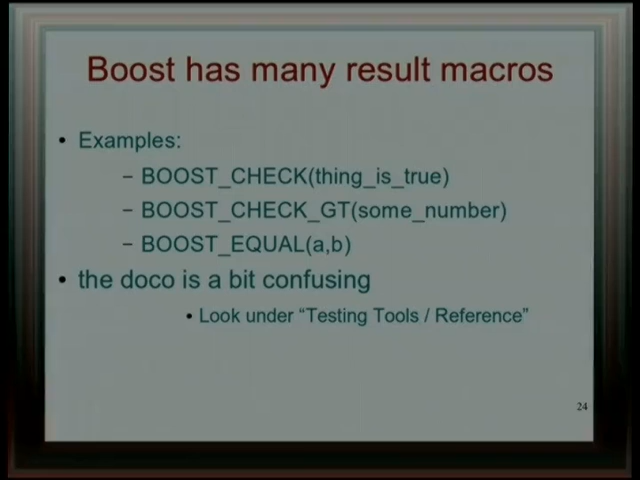 Boost has many result macros
• Examples:
– BOOST_CHECK(thing_is_true)
– BOOST_CHECK_GT(some_number)
– BOOST_EQUAL(a,b)
• the doco is a bit confusing
• Look under “Testing Tools / Reference”
24